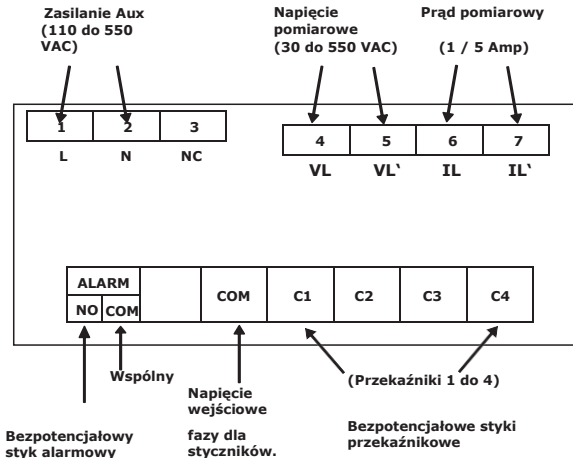 Zasilanie Aux
(110 do 550
VAC)
Napięcie
pomiarowe
(30 do 550 VAC)
Prąd pomiarowy
(1 / 5 Amp)
1 2 3
L N NC
4 5 6 7
VL VL‘ IL IL‘
ALARM
NO COM
COM C1 C2 C3 C4
Wspólny
Napięcie
wejściowe
fazy dla
styczników.
(Przekaźniki 1 do 4)
Bezpotencjałowe styki
przekaźnikowe
Bezpotencjałowy
styk alarmowy